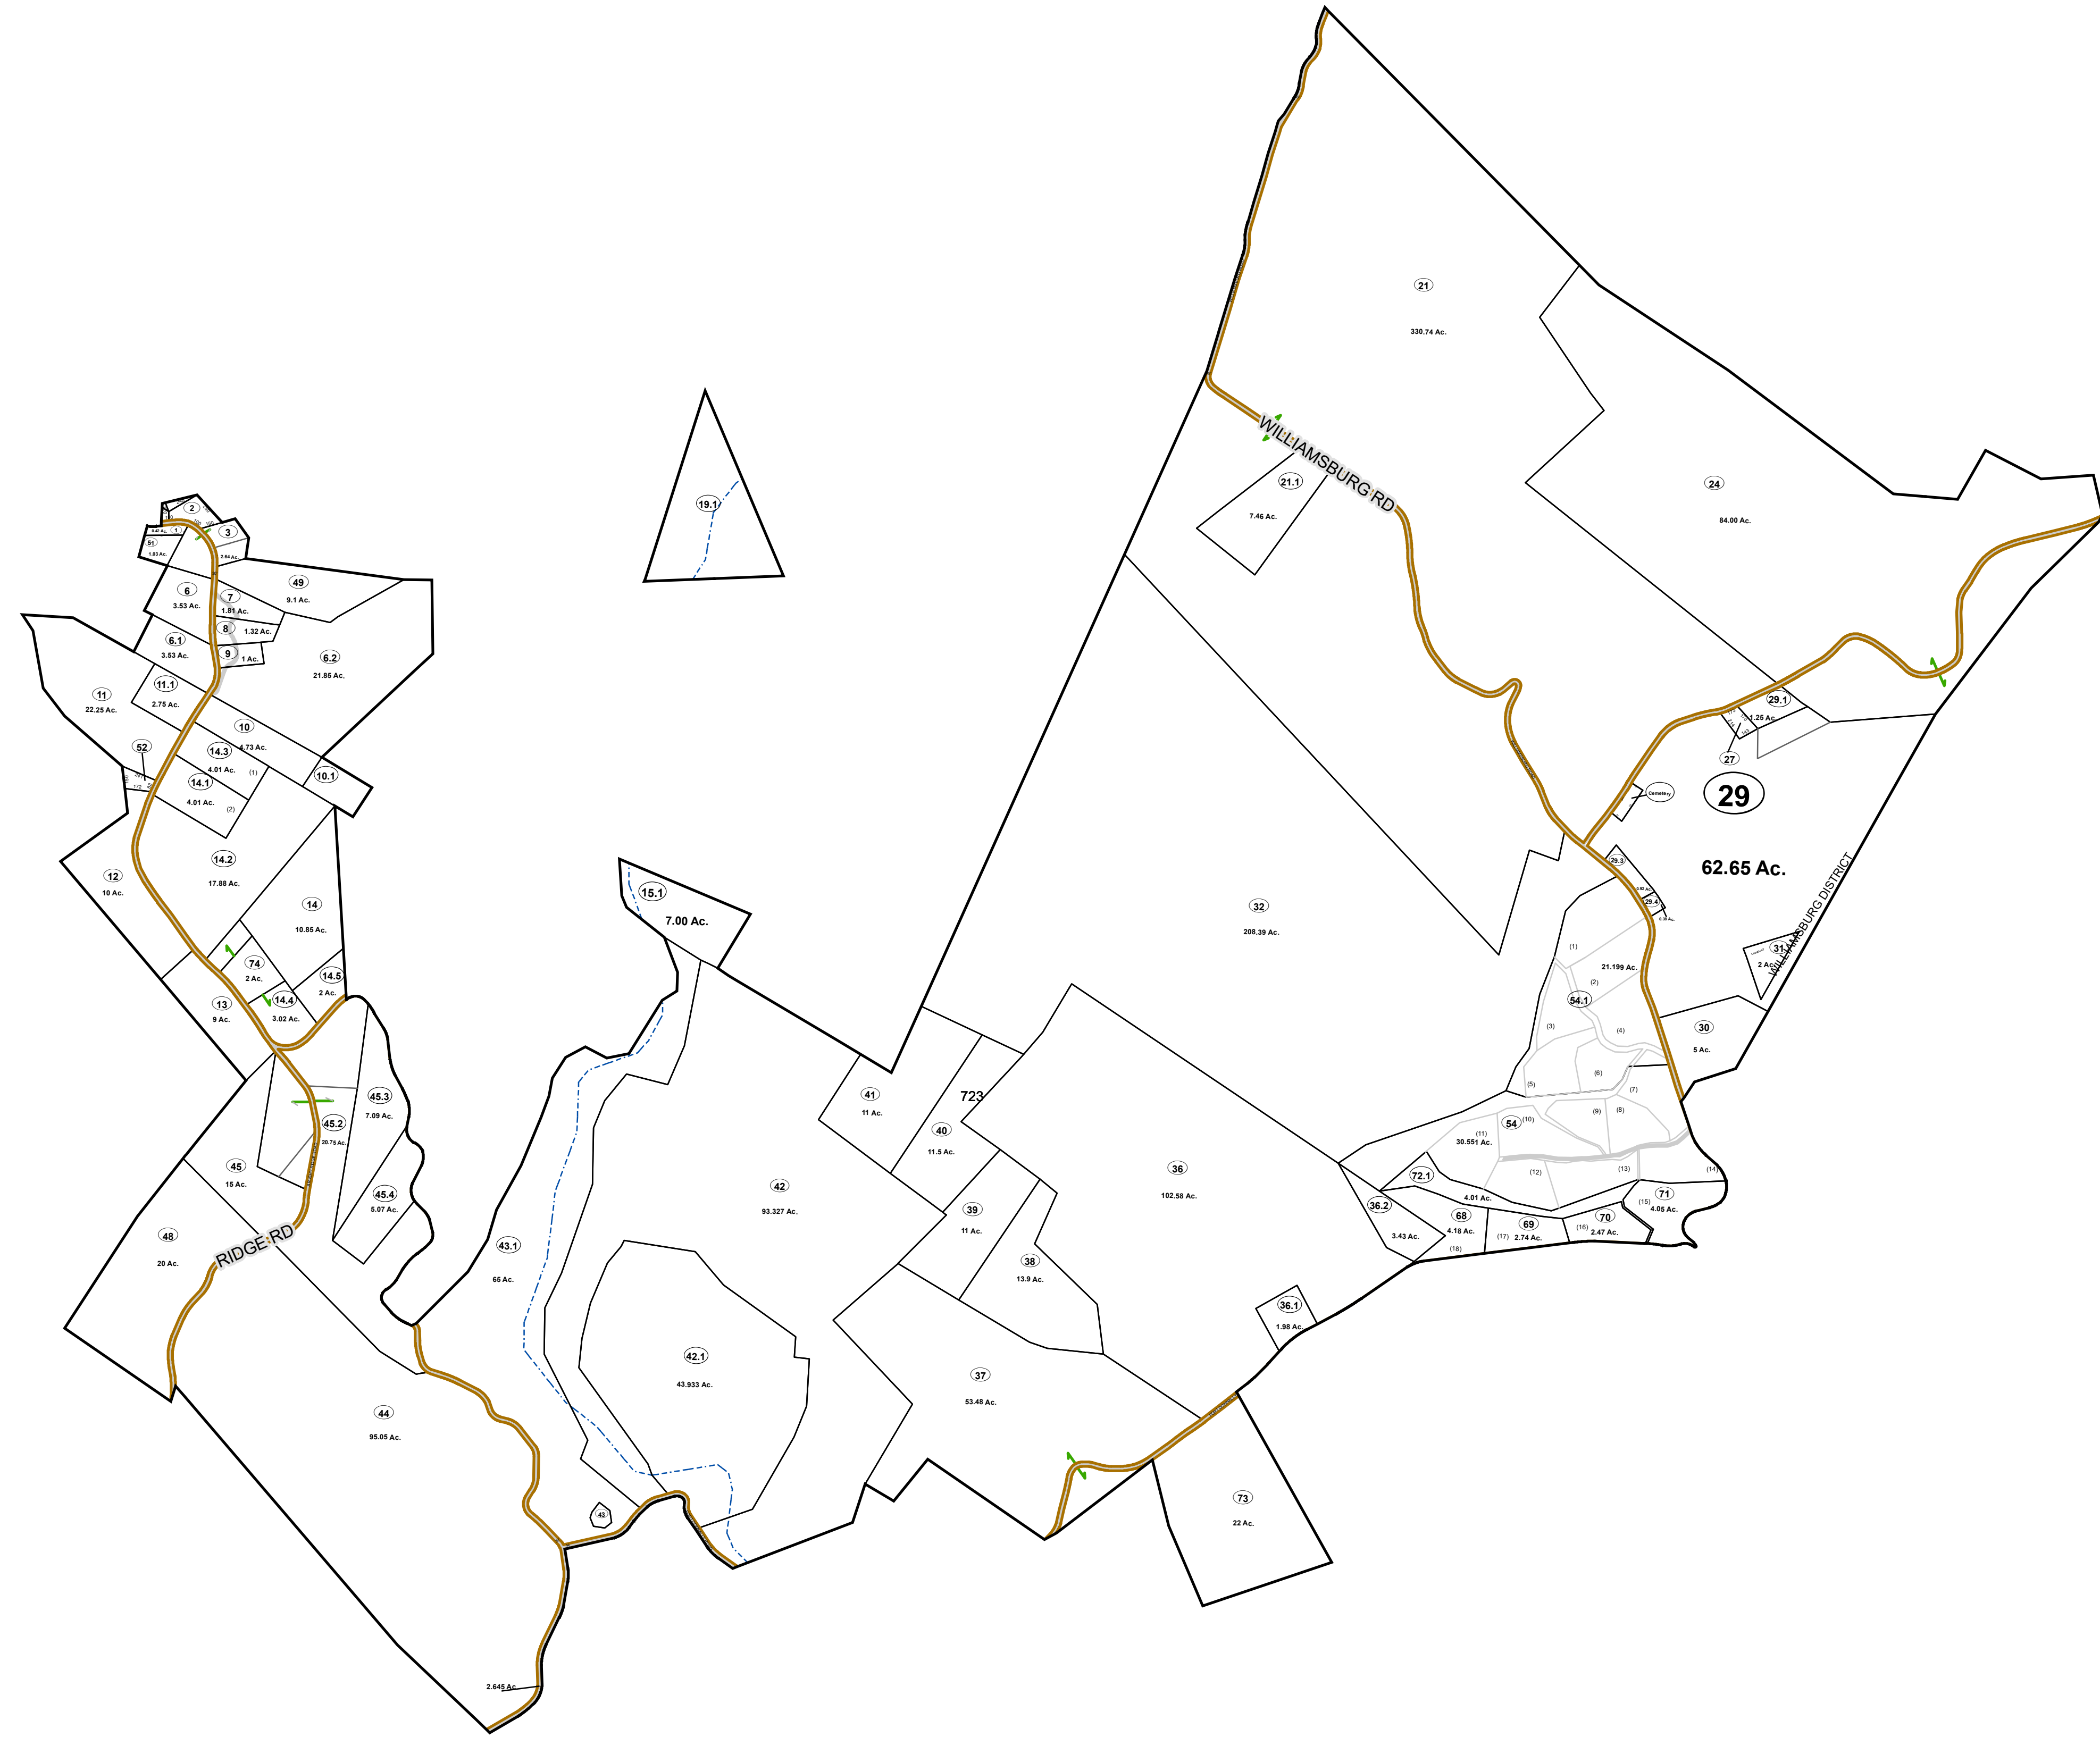 21
330.74 Ac.
WILLIAMSBURG RD
21.1
7.46 Ac.
24
84.00 Ac.
19.1
2
1
0.42 Ac.
3
51
1.03 Ac.
2.64 Ac.
49
9.1 Ac.
6
3.53 Ac.
7
1.81 Ac.
8
1.32 Ac.
9
1 Ac.
6.1
3.53 Ac.
6.2
21.85 Ac.
11
22.25 Ac.
11.1
2.75 Ac.
10
4.73 Ac.
10.1
52
172
14.3
4.01 Ac.
(1)
14.1
4.01 Ac.
(2)
14.2
17.88 Ac.
12
10 Ac.
14
10.85 Ac.
74
2 Ac.
14.5
2 Ac.
14.4
3.02 Ac.
13
9 Ac.
29.1
1.25 Ac.
143
27
Cemetery
29
62.65 Ac.
WILLIAMSBURG DISTRICT
29.3
0.92 Ac.
29.4
31
2 Ac.
30
5 Ac.
15.1
7.00 Ac.
32
208.39 Ac.
(1)
21.199 Ac.
(2)
54.1
(3)
(4)
(5)
(6)
(7)
(8)
(9)
(10)
54
(11)
30.551 Ac.
(12)
(13)
(14)
72.1
4.01 Ac.
71
(15)
4.05 Ac.
70
(16)
2.47 Ac.
69
(17)
2.74 Ac.
68
4.18 Ac.
(18)
36.2
3.43 Ac.
36.1
1.98 Ac.
36
102.58 Ac.
723
41
11 Ac.
40
11.5 Ac.
39
11 Ac.
38
13.9 Ac.
37
53.48 Ac.
73
22 Ac.
42
93.327 Ac.
42.1
43.933 Ac.
43.1
65 Ac.
43
45.3
7.09 Ac.
45.2
20.75 Ac.
45.4
5.07 Ac.
45
15 Ac.
48
20 Ac.
RIDGE RD
44
95.05 Ac.
2.645 Ac.